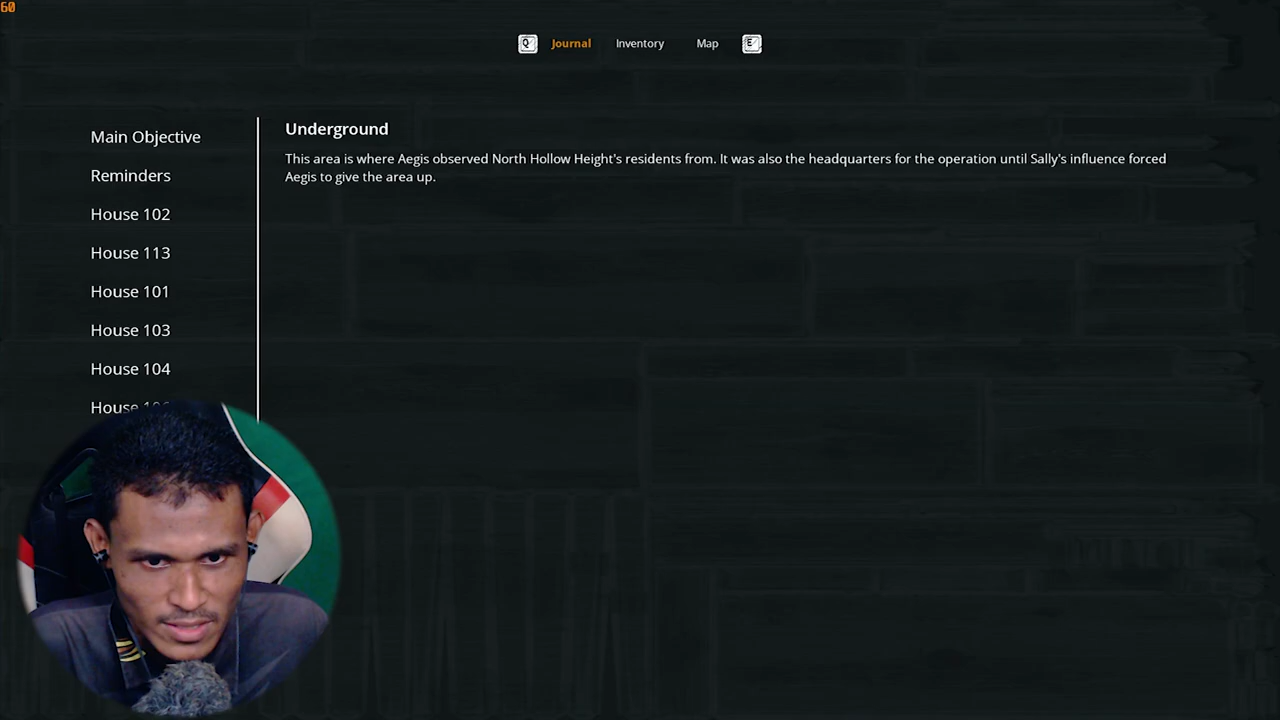 60
Q Journal Inventory Map E
Main Objective
Reminders
House 102
House 113
House 101
House 103
House 104
House
Underground
This area is where Aegis observed North Hollow Height's residents from. It was also the headquarters for the operation until Sally's influence forced
Aegis to give the area up.